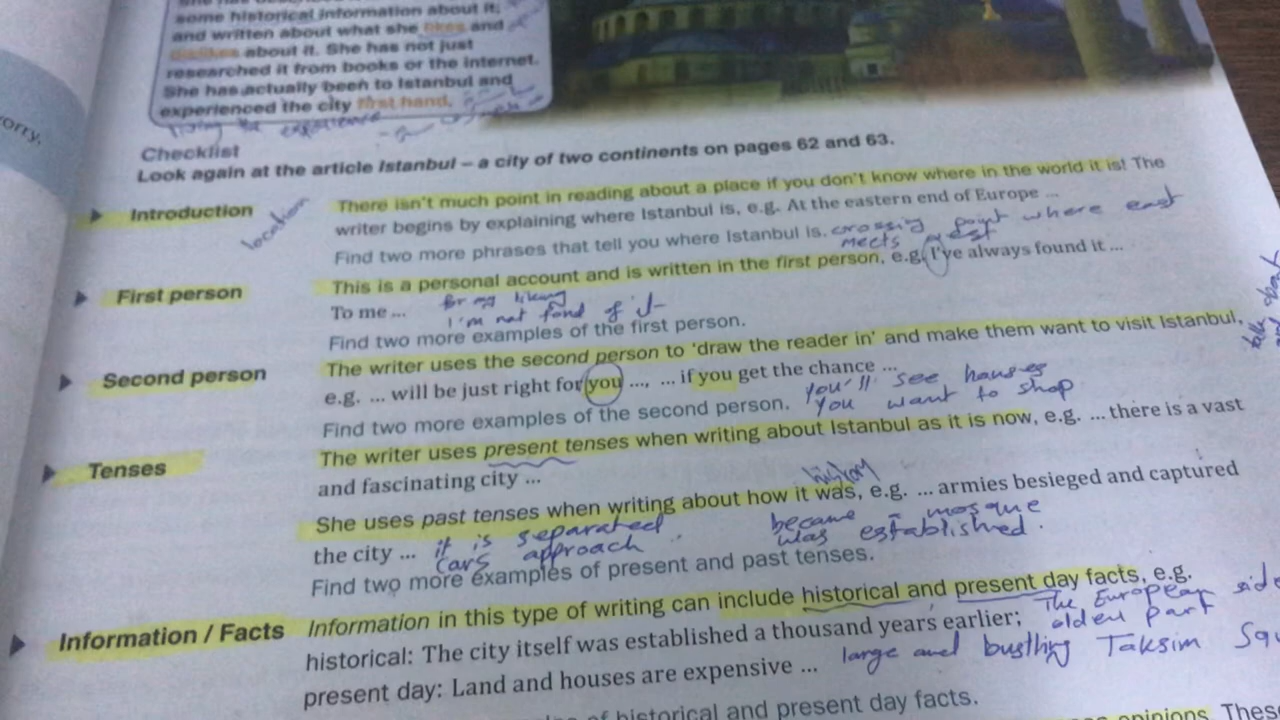 some historical information about it,
and written about what she likes and
dislikes about it. She has not just
researched it from books or the internet.
She has actually been to Istanbul and
experienced the city first hand.
living the experience
orry,
Checklist
Look again at the article Istanbul – a city of two continents on pages 62 and 63.
Introduction
location
There isn't much point in reading about a place if you don't know where in the world it is! The
writer begins by explaining where Istanbul is, e.g. At the eastern end of Europe ...
Find two more phrases that tell you where Istanbul is. crossing point where east
meets west
First person
This is a personal account and is written in the first person, e.g. I've always found it ...
To me ... for my liking
I'm not fond of it
Find two more examples of the first person.
Second person
The writer uses the second person to 'draw the reader in' and make them want to visit Istanbul,
e.g. ... will be just right for you ..., ... if you get the chance ...
Find two more examples of the second person. You'll see houses
You want to shop
Tenses
The writer uses present tenses when writing about Istanbul as it is now, e.g. ... there is a vast
and fascinating city ...
history
She uses past tenses when writing about how it was, e.g. ... armies besieged and captured
the city ... it is separated became a mosque
cars approach was established.
Find two more examples of present and past tenses.
Information / Facts
Information in this type of writing can include historical and present day facts, e.g.
historical: The city itself was established a thousand years earlier; The European side
olden part
present day: Land and houses are expensive ... large and busthing Taksim Sq
of historical and present day facts.
opinions. These